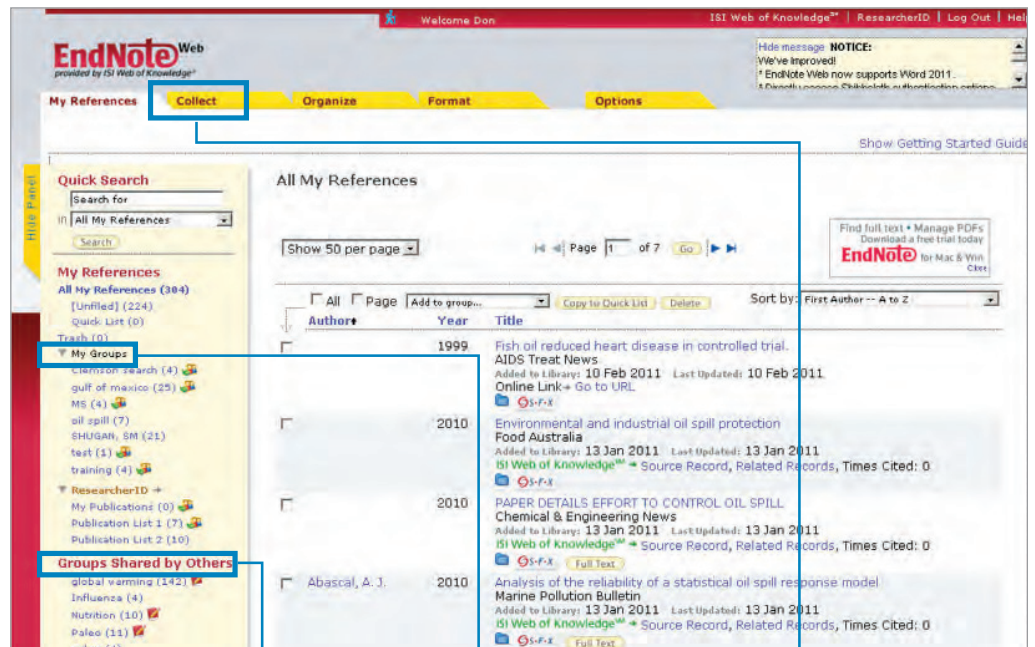 Welcome Don
ISI Web of Knowledge℠ | ResearcherID | Log Out | Hel
EndNote Web
provided by ISI Web of Knowledge℠
Hide message NOTICE:
We've improved!
* EndNote Web now supports Word 2011.
My References Collect Organize Format Options
Show Getting Started Guide
Hide Panel
Quick Search
Search for
in All My References
Search
My References
All My References (304)
[Unfiled] (224)
Quick List (0)
Trash (0)
My Groups
Clemson search (4)
gulf of mexico (25)
MS (4)
oil spill (7)
SHUGAN, SM (21)
test (1)
training (4)
ResearcherID
My Publications (0)
Publication List 1 (7)
Publication List 2 (10)
Groups Shared by Others
global warming (142)
Influenza (4)
Nutrition (10)
Paleo (11)
All My References
Show 50 per page
Page 1 of 7 Go
Find full text • Manage PDFs
Download a free trial today
EndNote for Mac & Win
All Page Add to group... Copy to Quick List Delete Sort by: First Author -- A to Z
Author Year Title
1999 Fish oil reduced heart disease in controlled trial.
AIDS Treat News
Added to Library: 10 Feb 2011 Last Updated: 10 Feb 2011
Online Link→ Go to URL
S·F·X
2010 Environmental and industrial oil spill protection
Food Australia
Added to Library: 13 Jan 2011 Last Updated: 13 Jan 2011
ISI Web of Knowledge℠ → Source Record, Related Records, Times Cited: 0
S·F·X
2010 PAPER DETAILS EFFORT TO CONTROL OIL SPILL
Chemical & Engineering News
Added to Library: 13 Jan 2011 Last Updated: 13 Jan 2011
ISI Web of Knowledge℠ → Source Record, Related Records, Times Cited: 0
S·F·X Full Text
Abascal, A. J. 2010 Analysis of the reliability of a statistical oil spill response model
Marine Pollution Bulletin
Added to Library: 13 Jan 2011 Last Updated: 13 Jan 2011
ISI Web of Knowledge℠ → Source Record, Related Records, Times Cited: 0
S·F·X Full Text